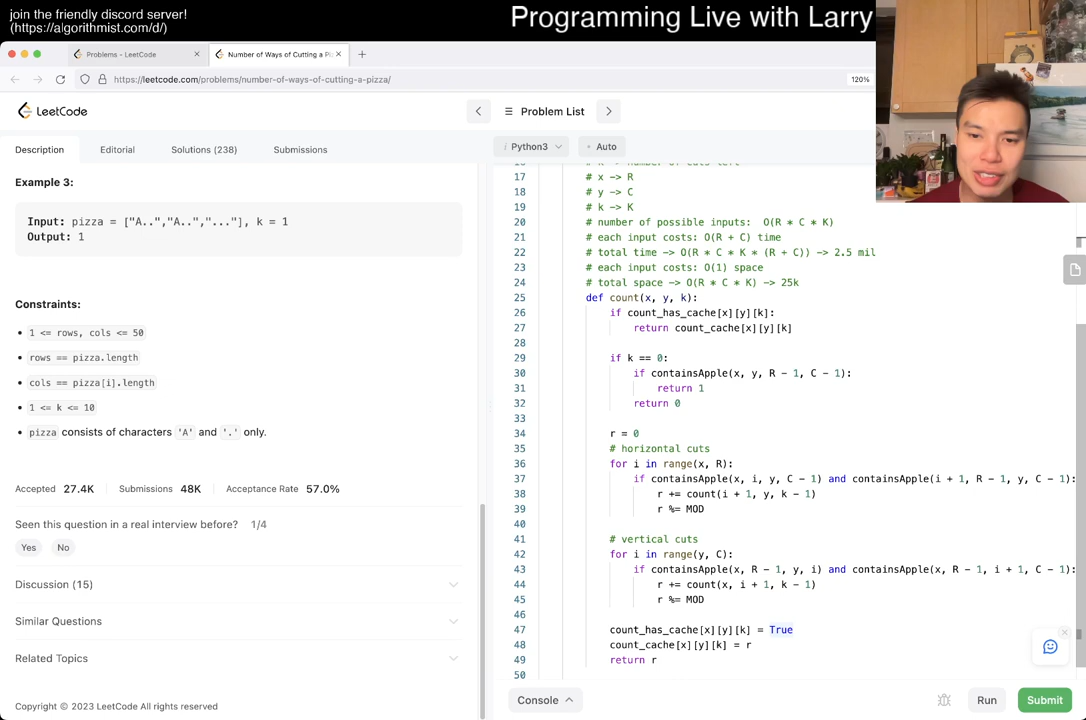 join the friendly discord server!
(https://algorithmist.com/d/)
Programming Live with Larry
Problems - LeetCode
Number of Ways of Cutting a Pi
https://leetcode.com/problems/number-of-ways-of-cutting-a-pizza/
120%
LeetCode
Problem List
Description
Editorial
Solutions (238)
Submissions
i Python3
• Auto
Example 3:
Input: pizza = ["A..","A..","..."], k = 1
Output: 1
Constraints:
• 1 <= rows, cols <= 50
• rows == pizza.length
• cols == pizza[i].length
• 1 <= k <= 10
• pizza consists of characters 'A' and '.' only.
Accepted 27.4K Submissions 48K Acceptance Rate 57.0%
Seen this question in a real interview before? 1/4
Yes No
Discussion (15)
Similar Questions
Related Topics
Copyright © 2023 LeetCode All rights reserved
16 # k -> number of cuts left
17 # x -> R
18 # y -> C
19 # k -> K
20 # number of possible inputs: O(R * C * K)
21 # each input costs: O(R + C) time
22 # total time -> O(R * C * K * (R + C)) -> 2.5 mil
23 # each input costs: O(1) space
24 # total space -> O(R * C * K) -> 25k
25 def count(x, y, k):
26 if count_has_cache[x][y][k]:
27 return count_cache[x][y][k]
28
29 if k == 0:
30 if containsApple(x, y, R - 1, C - 1):
31 return 1
32 return 0
33
34 r = 0
35 # horizontal cuts
36 for i in range(x, R):
37 if containsApple(x, i, y, C - 1) and containsApple(i + 1, R - 1, y, C - 1):
38 r += count(i + 1, y, k - 1)
39 r %= MOD
40
41 # vertical cuts
42 for i in range(y, C):
43 if containsApple(x, R - 1, y, i) and containsApple(x, R - 1, i + 1, C - 1):
44 r += count(x, i + 1, k - 1)
45 r %= MOD
46
47 count_has_cache[x][y][k] = True
48 count_cache[x][y][k] = r
49 return r
50
Console
Run
Submit